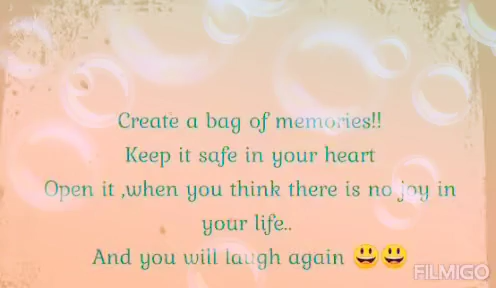 Create a bag of memories!!
Keep it safe in your heart
Open it ,when you think there is no joy in
your life..
And you will laugh again 😃😃
FILMIGO